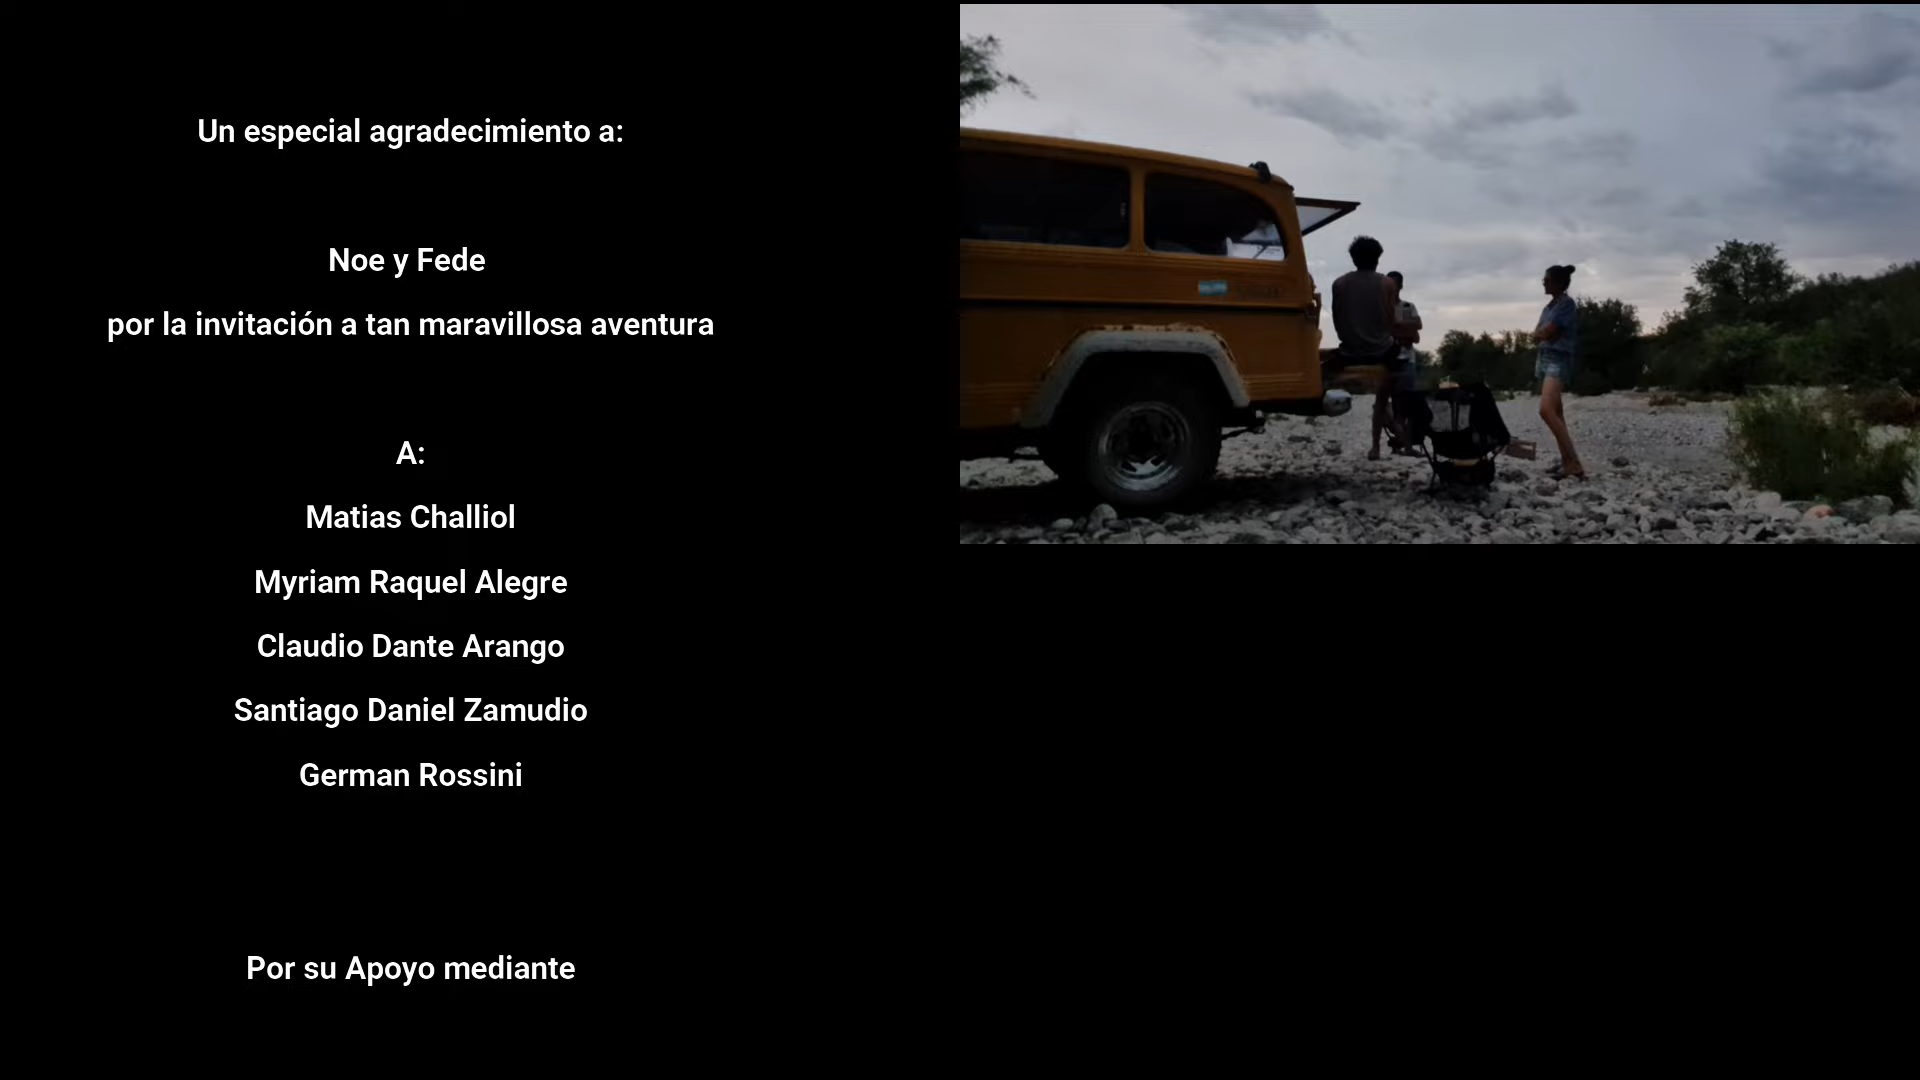 Un especial agradecimiento a:
Noe y Fede
por la invitación a tan maravillosa aventura
A:
Matias Challiol
Myriam Raquel Alegre
Claudio Dante Arango
Santiago Daniel Zamudio
German Rossini
Por su Apoyo mediante